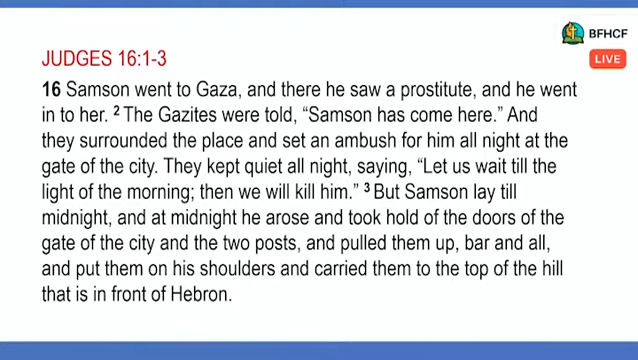 BFHCF
LIVE
JUDGES 16:1-3
16 Samson went to Gaza, and there he saw a prostitute, and he went
in to her. ² The Gazites were told, “Samson has come here.” And
they surrounded the place and set an ambush for him all night at the
gate of the city. They kept quiet all night, saying, “Let us wait till the
light of the morning; then we will kill him.” ³ But Samson lay till
midnight, and at midnight he arose and took hold of the doors of the
gate of the city and the two posts, and pulled them up, bar and all,
and put them on his shoulders and carried them to the top of the hill
that is in front of Hebron.